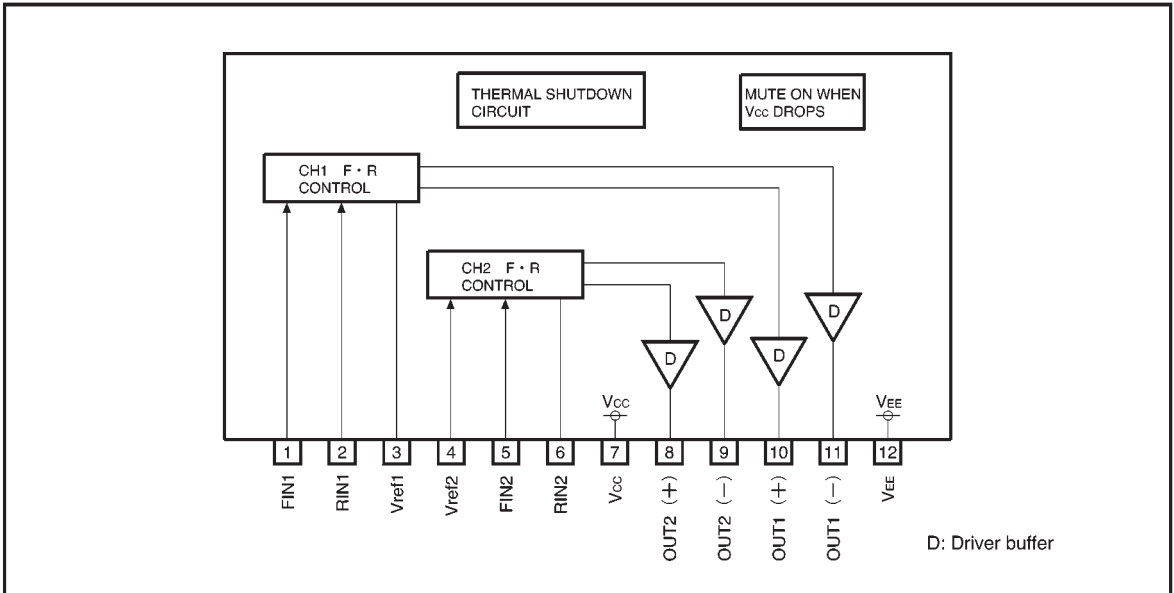 THERMAL SHUTDOWN
CIRCUIT
MUTE ON WHEN
Vcc DROPS
CH1 F・R
CONTROL
CH2 F・R
CONTROL
D
D
D
D
Vcc
VEE
1
2
3
4
5
6
7
8
9
10
11
12
FIN1
RIN1
Vref1
Vref2
FIN2
RIN2
Vcc
OUT2 (+)
OUT2 (−)
OUT1 (+)
OUT1 (−)
VEE
D: Driver buffer